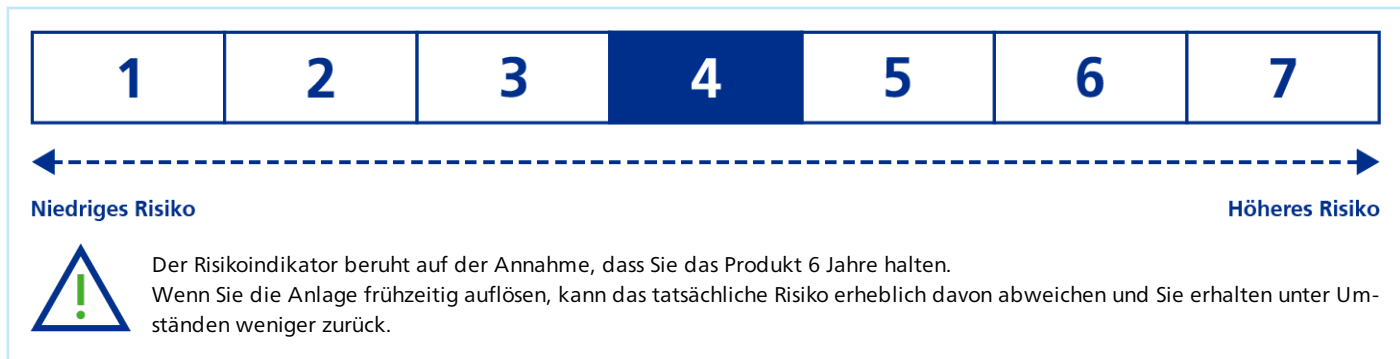 1 2 3 4 5 6 7
Niedriges Risiko Höheres Risiko
Der Risikoindikator beruht auf der Annahme, dass Sie das Produkt 6 Jahre halten.
Wenn Sie die Anlage frühzeitig auflösen, kann das tatsächliche Risiko erheblich davon abweichen und Sie erhalten unter Um-
ständen weniger zurück.